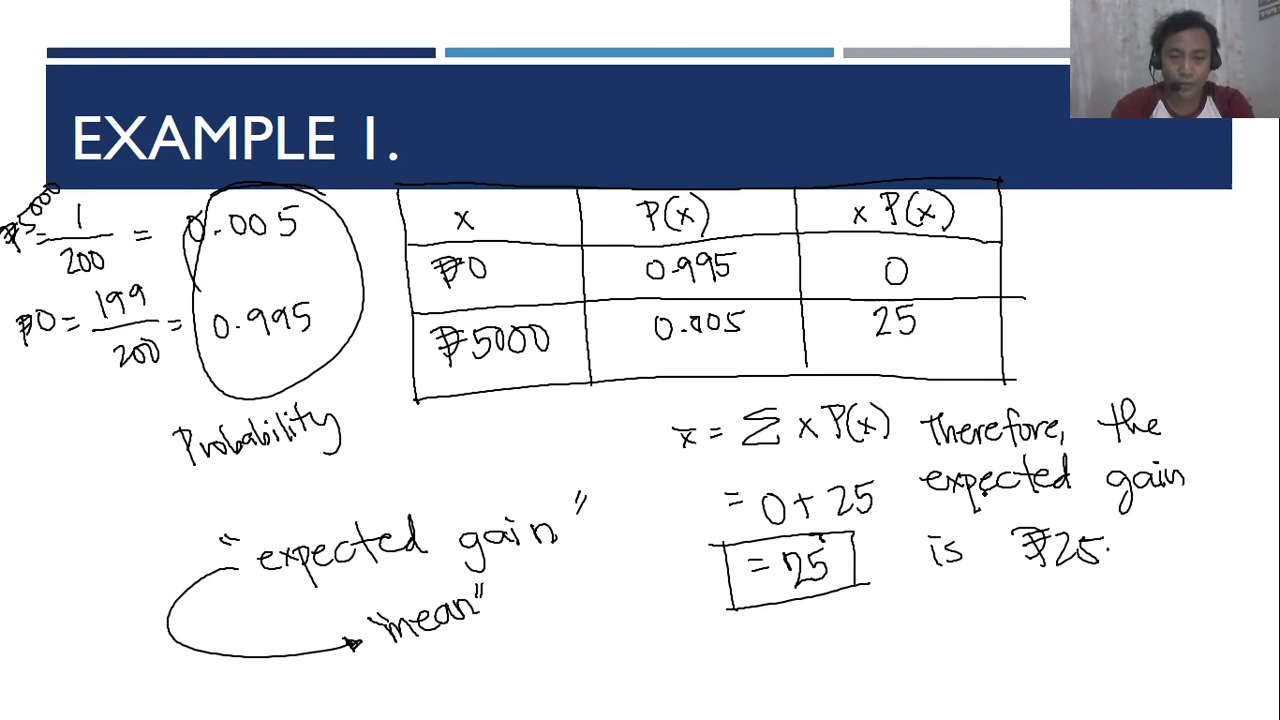 EXAMPLE 1.
₱5000 = 1/200 = 0.005
₱0 = 199/200 = 0.995
Probability
x P(x) x P(x)
₱0 0.995 0
₱5000 0.005 25
x̄ = Σ x P(x)
= 0 + 25
= 25
Therefore, the
expected gain
is ₱25.
"expected gain"
"mean"